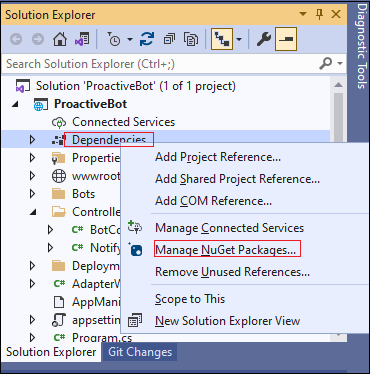 Solution Explorer
Search Solution Explorer (Ctrl+;)
Solution 'ProactiveBot' (1 of 1 project)
ProactiveBot
Connected Services
Dependencies
Add Project Reference...
Add Shared Project Reference...
Add COM Reference...
Manage Connected Services
Manage NuGet Packages...
Remove Unused References...
Scope to This
New Solution Explorer View
Propertie
wwwroo
Bots
Controlle
C# BotCo
C# Notify
Deploym
C# AdapterW
AppMani
appsettin
C# Program.cs
Solution Explorer
Git Changes
Diagnostic Tools